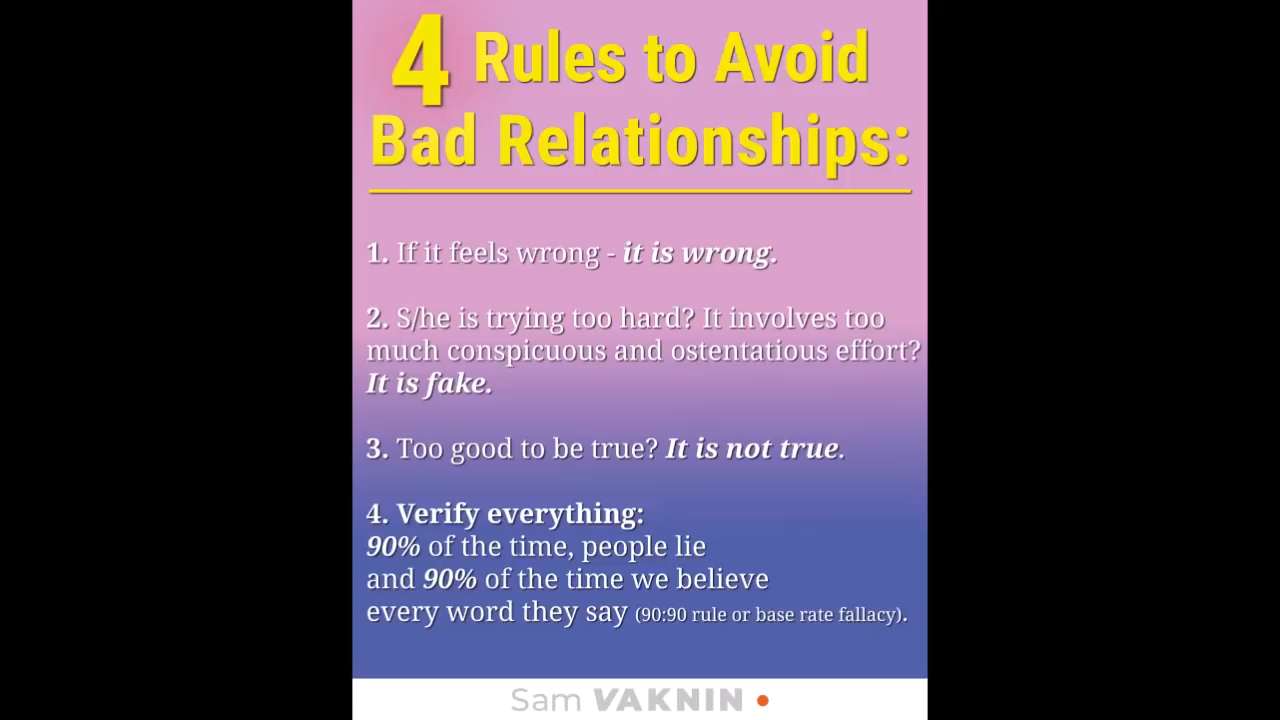 4 Rules to Avoid
Bad Relationships:
1. If it feels wrong - it is wrong.
2. S/he is trying too hard? It involves too
much conspicuous and ostentatious effort?
It is fake.
3. Too good to be true? It is not true.
4. Verify everything:
90% of the time, people lie
and 90% of the time we believe
every word they say (90:90 rule or base rate fallacy).
Sam VAKNIN